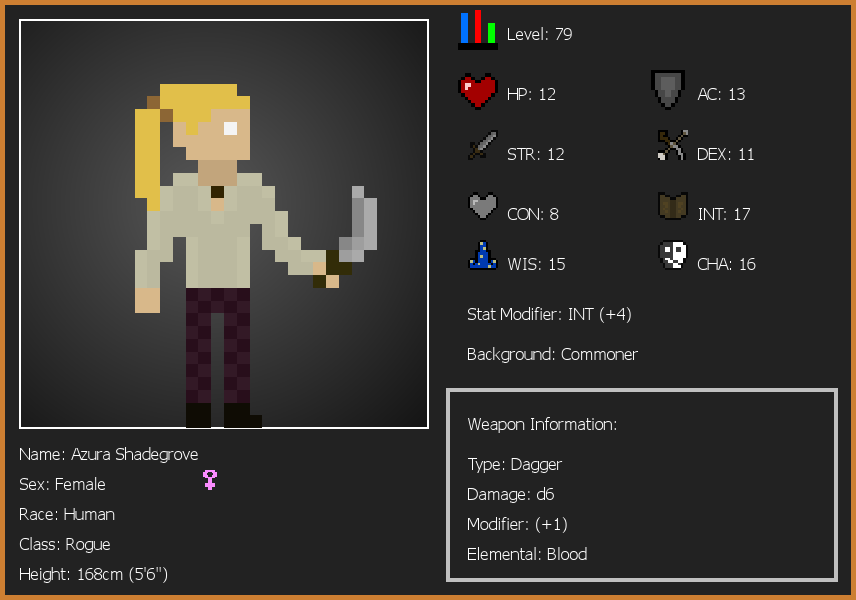 Level: 79
HP: 12
AC: 13
STR: 12
DEX: 11
CON: 8
INT: 17
WIS: 15
CHA: 16
Stat Modifier: INT (+4)
Background: Commoner
Weapon Information:
Type: Dagger
Damage: d6
Modifier: (+1)
Elemental: Blood
Name: Azura Shadegrove
Sex: Female
Race: Human
Class: Rogue
Height: 168cm (5'6")